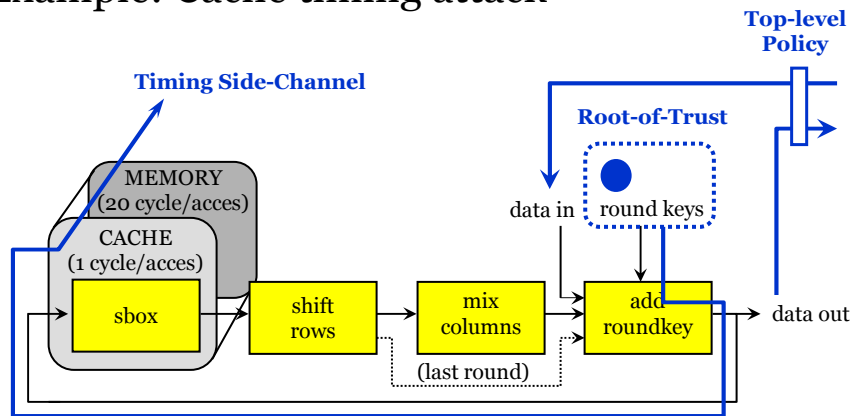 Example: Cache timing attack
Top-level
Policy
Timing Side-Channel
Root-of-Trust
MEMORY
(20 cycle/acces)
data in
round keys
CACHE
(1 cycle/acces)
sbox
shift
rows
mix
columns
add
roundkey
data out
(last round)